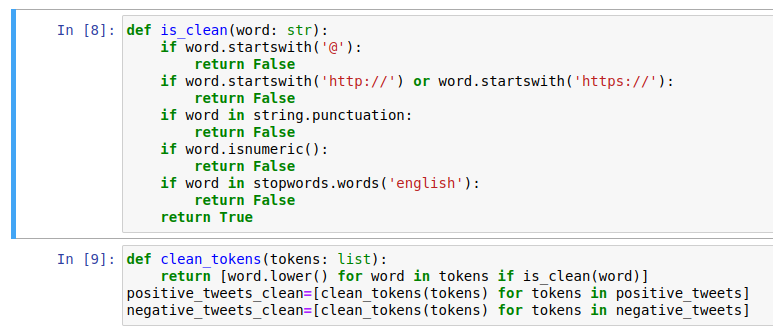 In [8]: def is_clean(word: str):
    if word.startswith('@'):
        return False
    if word.startswith('http://') or word.startswith('https://'):
        return False
    if word in string.punctuation:
        return False
    if word.isnumeric():
        return False
    if word in stopwords.words('english'):
        return False
    return True
In [9]: def clean_tokens(tokens: list):
    return [word.lower() for word in tokens if is_clean(word)]
positive_tweets_clean=[clean_tokens(tokens) for tokens in positive_tweets]
negative_tweets_clean=[clean_tokens(tokens) for tokens in negative_tweets]